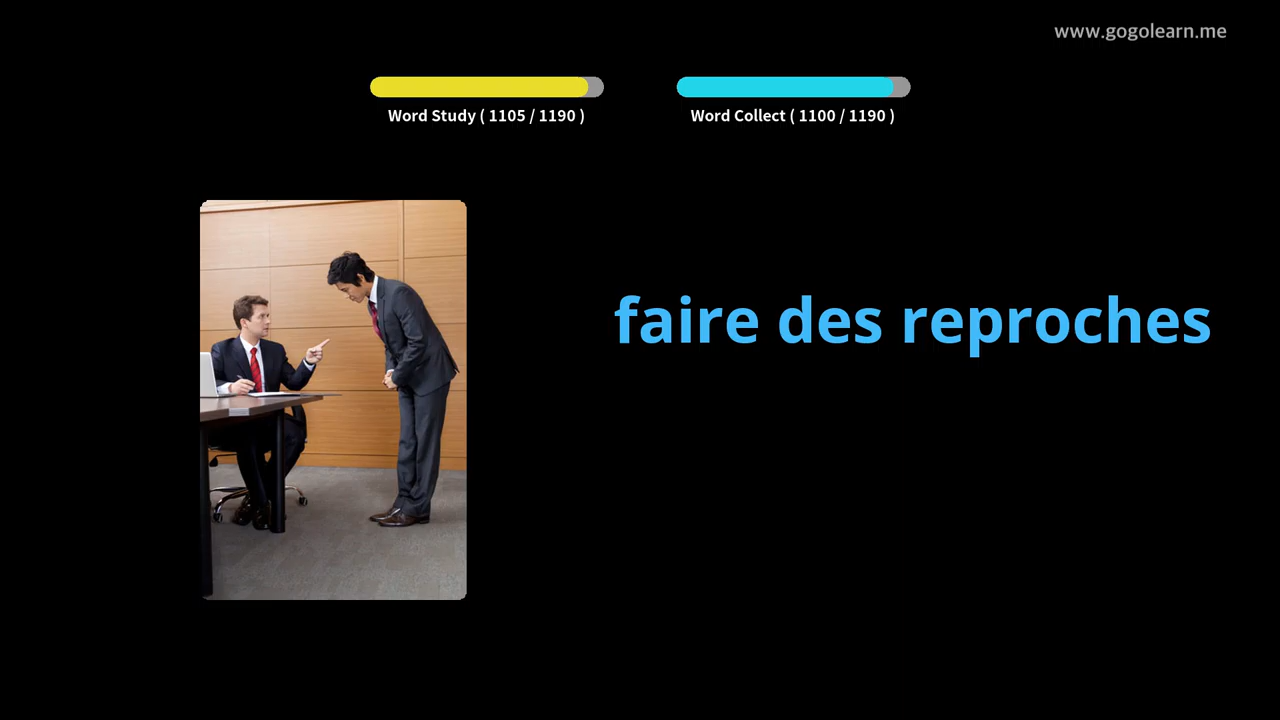 www.gogolearn.me
Word Study ( 1105 / 1190 )
Word Collect ( 1100 / 1190 )
faire des reproches